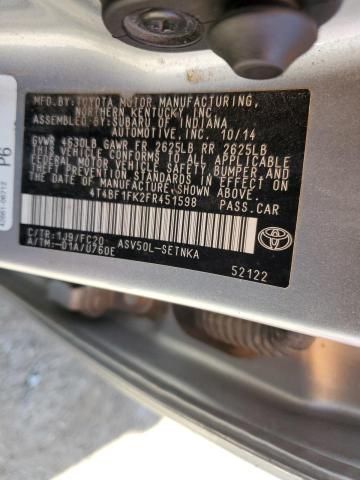 MFD.BY:TOYOTA MOTOR MANUFACTURING,
NORTHERN KENTUCKY, INC.
ASSEMBLED BY: SUBARU OF INDIANA
AUTOMOTIVE, INC. 10/14
GVWR 4630LB GAWR FR 2625LB RR 2625LB
THIS VEHICLE CONFORMS TO ALL APPLICABLE
FEDERAL MOTOR VEHICLE SAFETY, BUMPER, AND
THEFT PREVENTION STANDARDS IN EFFECT ON THE
DATE OF MANUFACTURE SHOWN ABOVE.
4T4BF1FK2FR451598 PASS.CAR
C/TR:1J9/FC20 ASV50L-SETNKA
A/TM:-01A/U760E
52122
P6